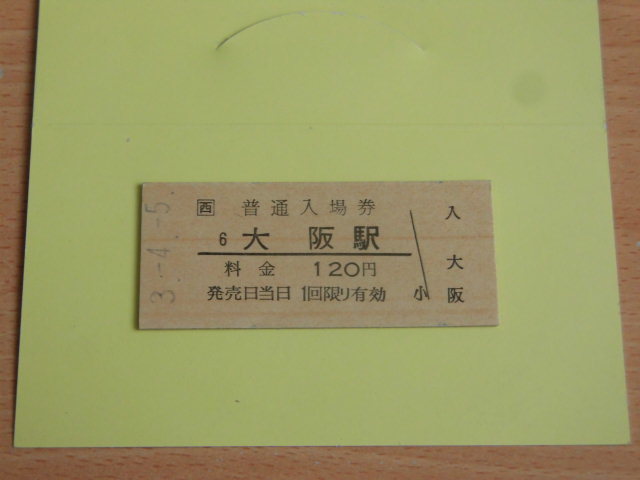 3.-4.-5.
西 普通入場券
6 大阪駅
料金 120円
発売日当日 1回限り有効
小
入
大
阪